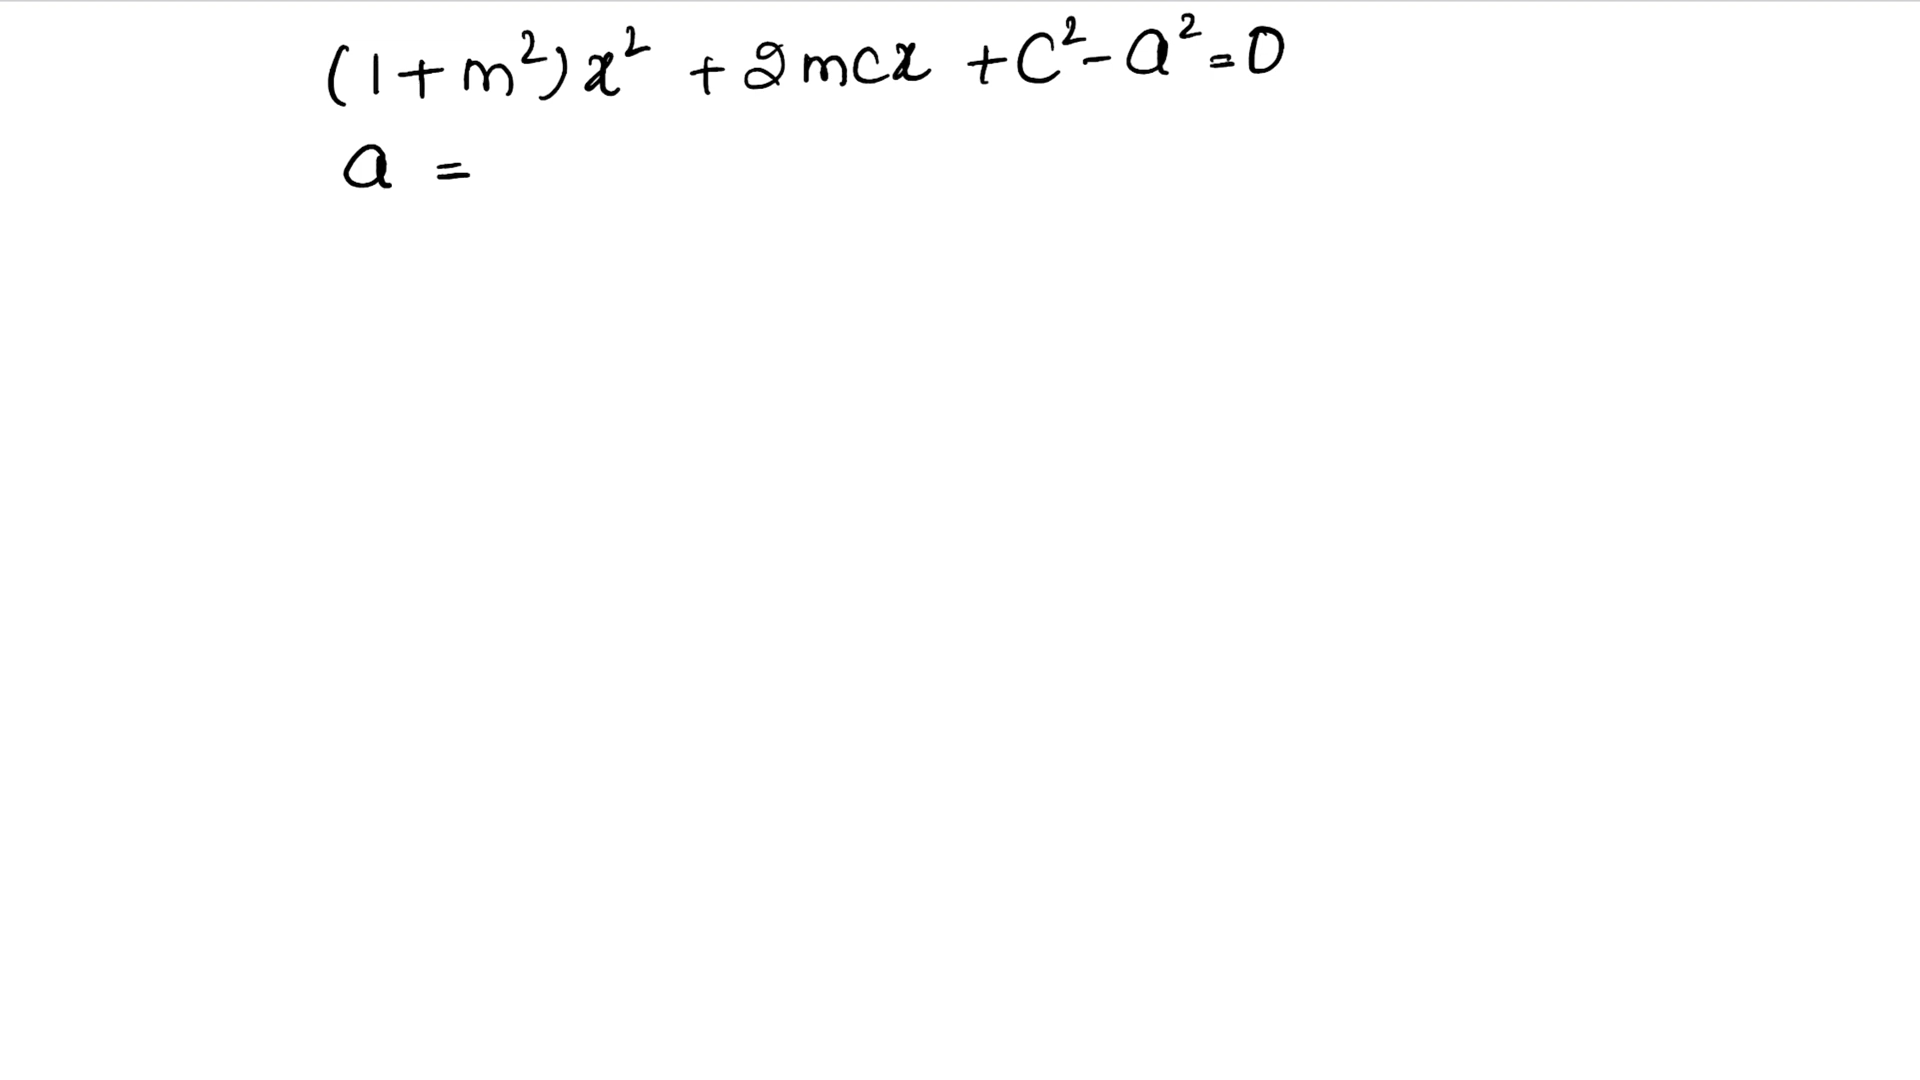 (1+m²)x² + 2mcx + C² - a² = 0
a =